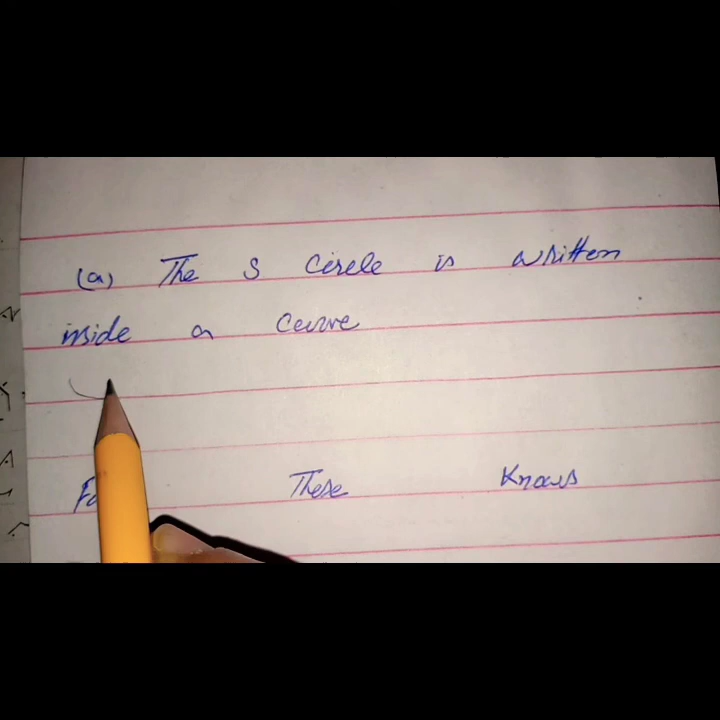 (a) The S Circle is written
inside a Curve
These Knows